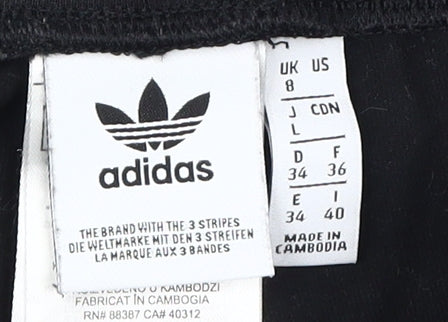 adidas
THE BRAND WITH THE 3 STRIPES
DIE WELTMARKE MIT DEN 3 STREIFEN
LA MARQUE AUX 3 BANDES
UK US
8
J CDN
L
D F
34 36
E I
34 40
MADE IN
CAMBODIA
U KAMBODZI
FABRICAT ÎN CAMBOGIA
RN# 88387 CA# 40312